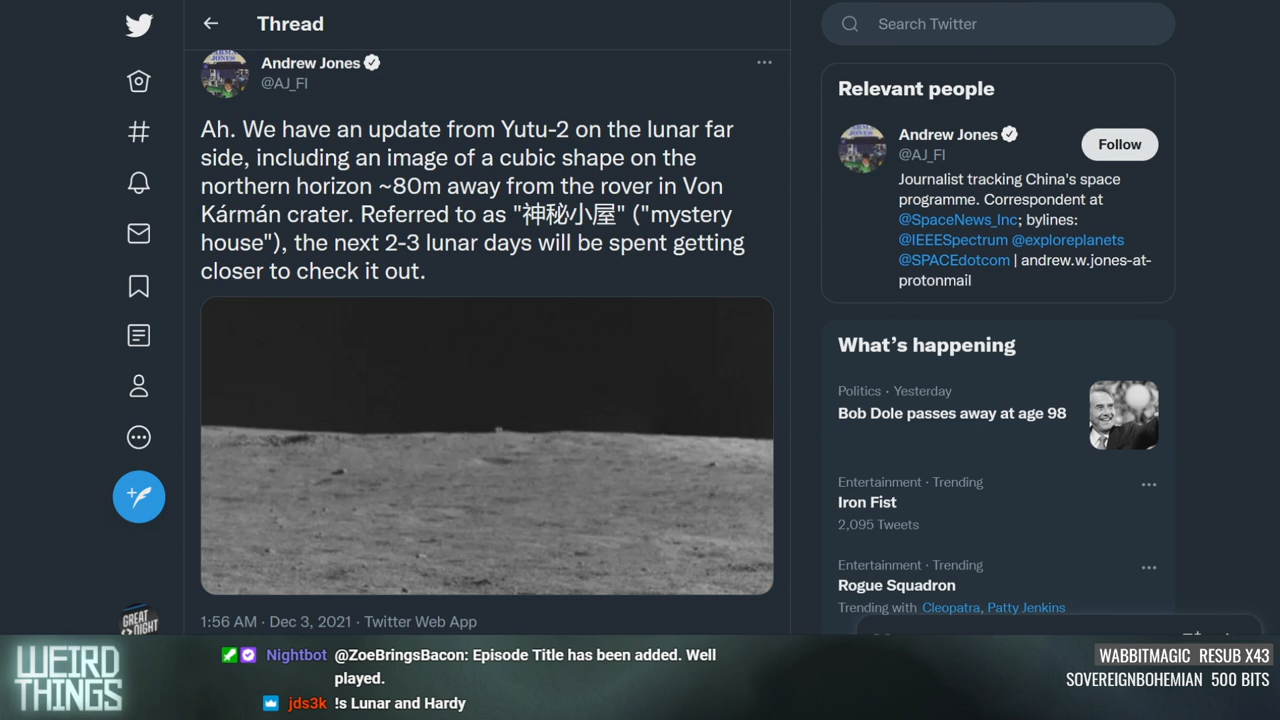 Thread
Andrew Jones
@AJ_FI
Ah. We have an update from Yutu-2 on the lunar far
side, including an image of a cubic shape on the
northern horizon ~80m away from the rover in Von
Kármán crater. Referred to as "神秘小屋" ("mystery
house"), the next 2-3 lunar days will be spent getting
closer to check it out.
1:56 AM · Dec 3, 2021 · Twitter Web App
Search Twitter
Relevant people
Andrew Jones
@AJ_FI
Follow
Journalist tracking China's space
programme. Correspondent at
@SpaceNews_Inc; bylines:
@IEEESpectrum @exploreplanets
@SPACEdotcom | andrew.w.jones-at-
protonmail
What's happening
Politics · Yesterday
Bob Dole passes away at age 98
Entertainment · Trending
Iron Fist
2,095 Tweets
Entertainment · Trending
Rogue Squadron
Trending with Cleopatra, Patty Jenkins
GREAT
NIGHT
WEIRD
THINGS
Nightbot @ZoeBringsBacon: Episode Title has been added. Well
played.
jds3k !s Lunar and Hardy
WABBITMAGIC RESUB X43
SOVEREIGNBOHEMIAN 500 BITS